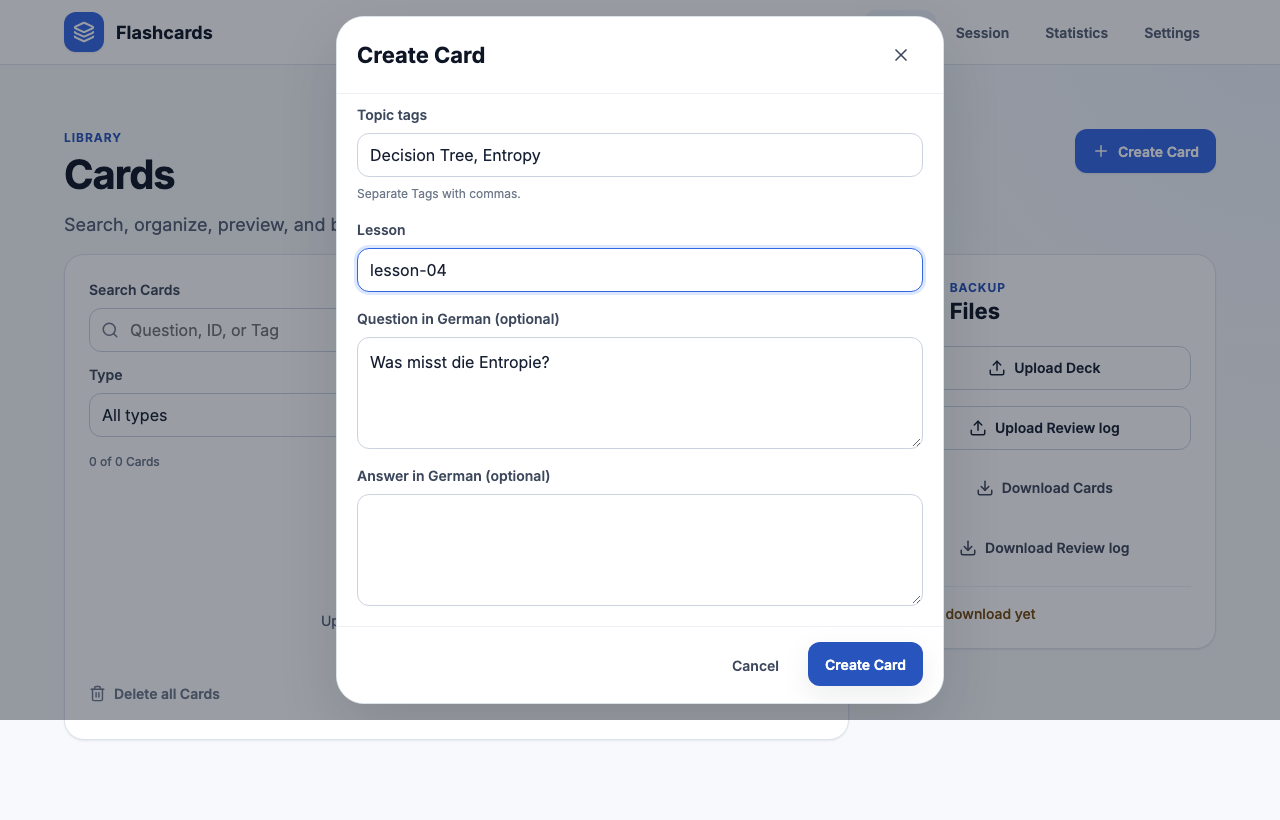 Flashcards
Session
Statistics
Settings
Create Card
Topic tags
Decision Tree, Entropy
Separate Tags with commas.
Lesson
lesson-04
Question in German (optional)
Was misst die Entropie?
Answer in German (optional)
Cancel
Create Card
LIBRARY
Cards
Create Card
Search, organize, preview, and
Search Cards
Question, ID, or Tag
Type
All types
0 of 0 Cards
Delete all Cards
BACKUP
Files
Upload Deck
Upload Review log
Download Cards
Download Review log
download yet